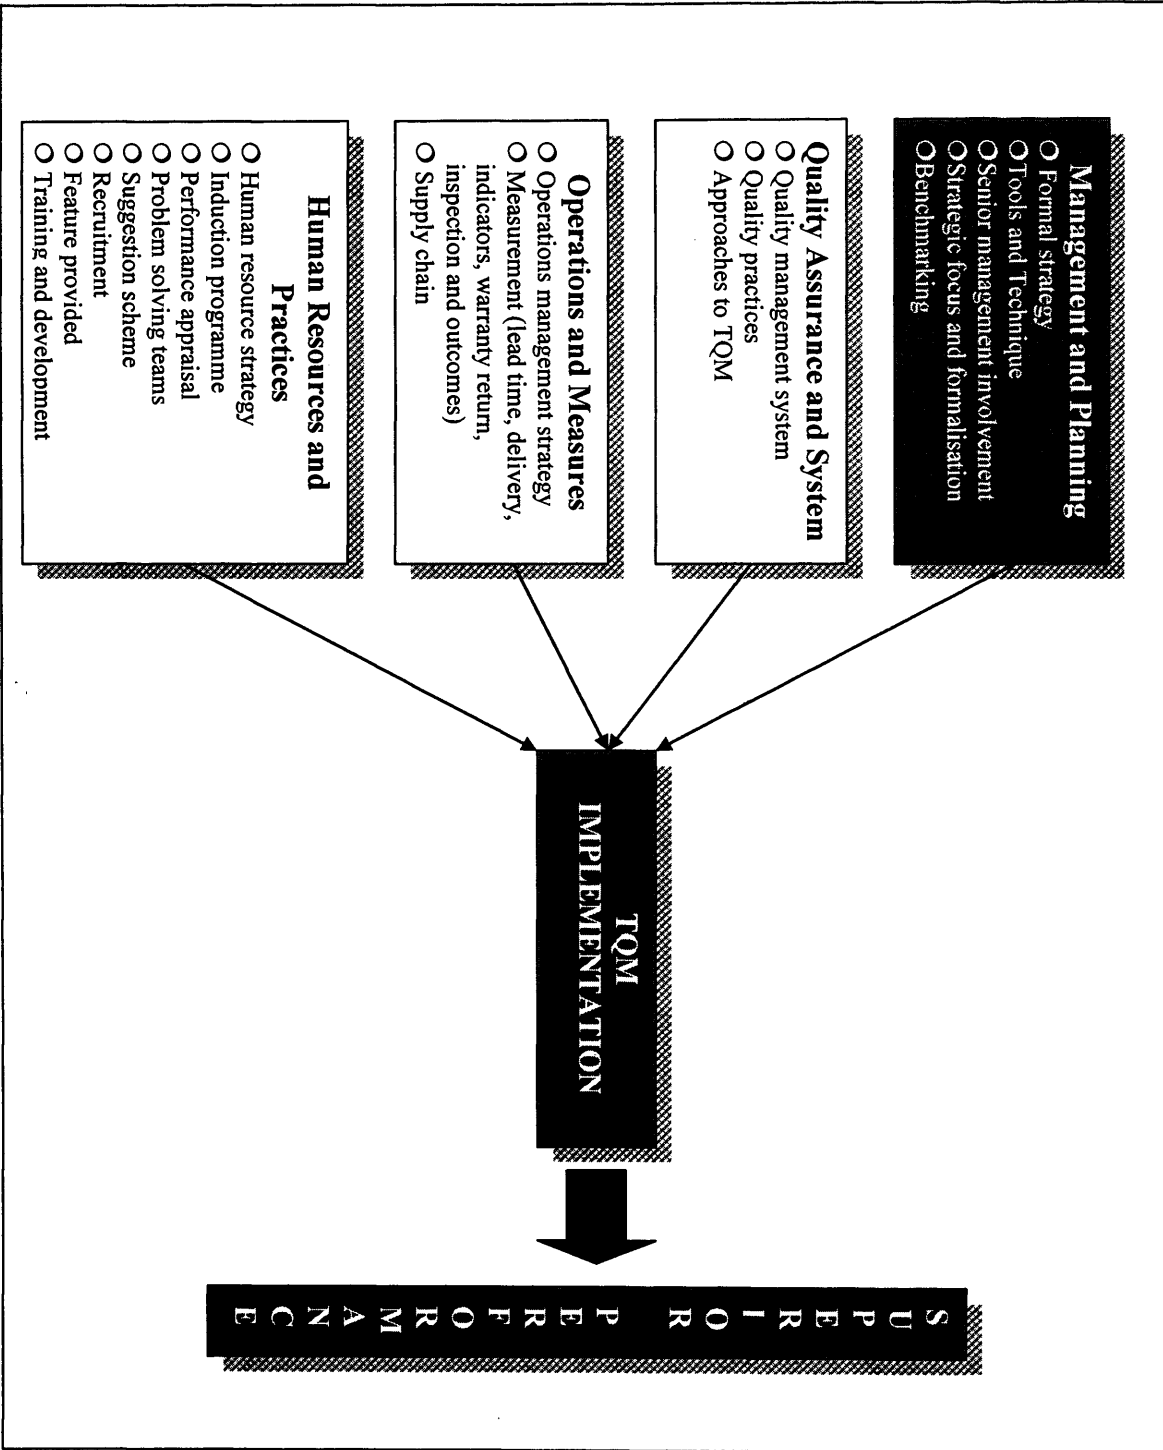 Management and Planning
○ Formal strategy
○ Tools and Technique
○ Senior management involvement
○ Strategic focus and formalisation
○ Benchmarking
Quality Assurance and System
○ Quality management system
○ Quality practices
○ Approaches to TQM
Operations and Measures
○ Operations management strategy
○ Measurement (lead time, delivery,
indicators, warranty return,
inspection and outcomes)
○ Supply chain
Human Resources and
Practices
○ Human resource strategy
○ Induction programme
○ Performance appraisal
○ Problem solving teams
○ Suggestion scheme
○ Recruitment
○ Feature provided
○ Training and development
TQM
IMPLEMENTATION
SUPERIOR PERFROMANCE